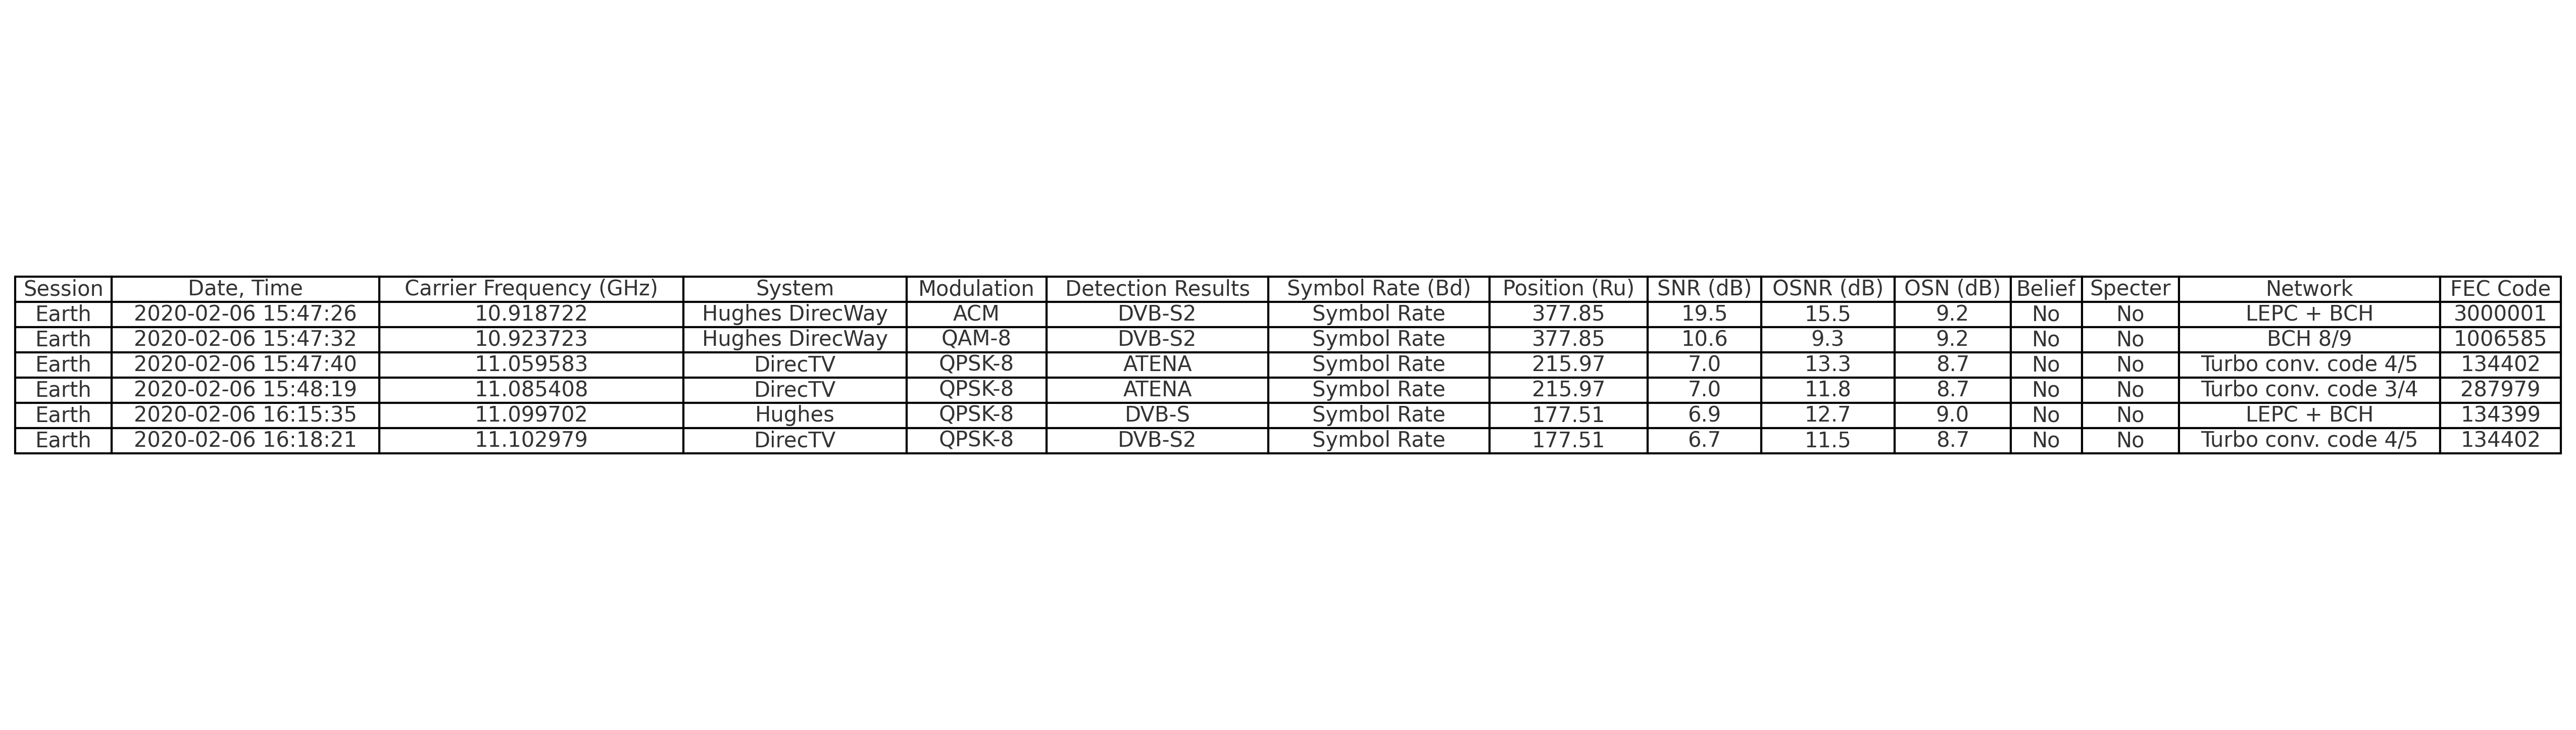 Session Date, Time Carrier Frequency (GHz) System Modulation Detection Results Symbol Rate (Bd) Position (Ru) SNR (dB) OSNR (dB) OSN (dB) Belief Specter Network FEC Code
Earth 2020-02-06 15:47:26 10.918722 Hughes DirecWay ACM DVB-S2 Symbol Rate 377.85 19.5 15.5 9.2 No No LEPC + BCH 3000001
Earth 2020-02-06 15:47:32 10.923723 Hughes DirecWay QAM-8 DVB-S2 Symbol Rate 377.85 10.6 9.3 9.2 No No BCH 8/9 1006585
Earth 2020-02-06 15:47:40 11.059583 DirecTV QPSK-8 ATENA Symbol Rate 215.97 7.0 13.3 8.7 No No Turbo conv. code 4/5 134402
Earth 2020-02-06 15:48:19 11.085408 DirecTV QPSK-8 ATENA Symbol Rate 215.97 7.0 11.8 8.7 No No Turbo conv. code 3/4 287979
Earth 2020-02-06 16:15:35 11.099702 Hughes QPSK-8 DVB-S Symbol Rate 177.51 6.9 12.7 9.0 No No LEPC + BCH 134399
Earth 2020-02-06 16:18:21 11.102979 DirecTV QPSK-8 DVB-S2 Symbol Rate 177.51 6.7 11.5 8.7 No No Turbo conv. code 4/5 134402